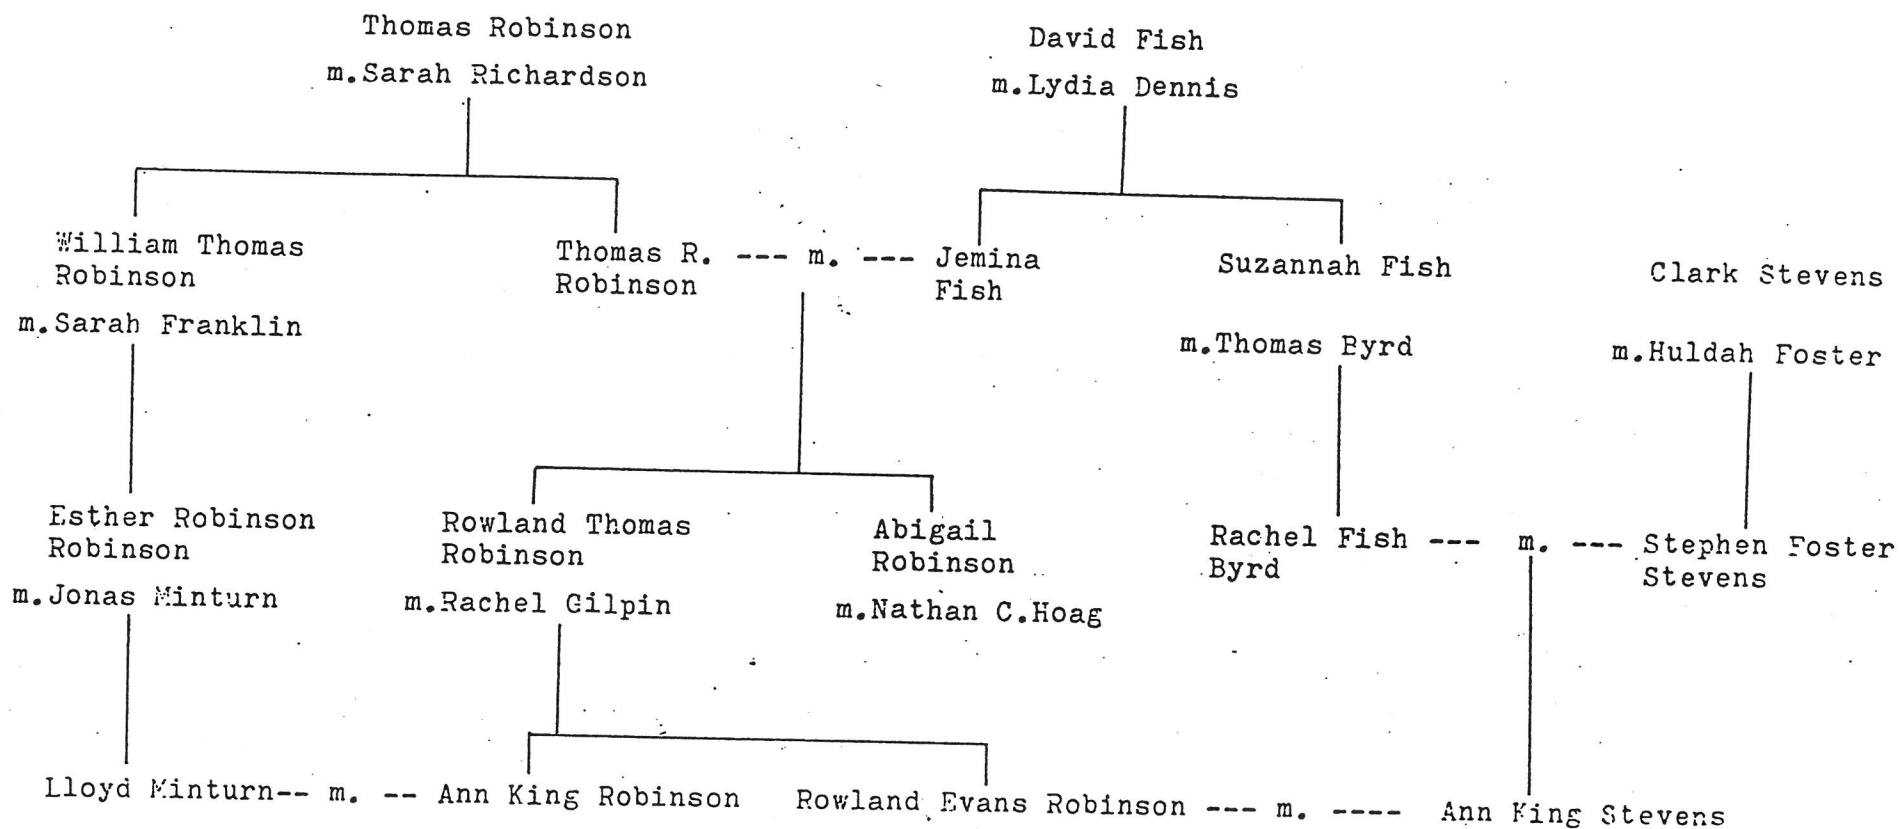 Thomas Robinson
m.Sarah Richardson
David Fish
m.Lydia Dennis
William Thomas
Robinson
m.Sarah Franklin
Thomas R. --- m. --- Jemina
Robinson
Fish
Suzannah Fish
m.Thomas Byrd
Clark Stevens
m.Huldah Foster
Esther Robinson
Robinson
m.Jonas Minturn
Rowland Thomas
Robinson
m.Rachel Gilpin
Abigail
Robinson
m.Nathan C.Hoag
Rachel Fish --- m. --- Stephen Foster
Byrd
Stevens
Lloyd Minturn-- m. -- Ann King Robinson
Rowland Evans Robinson --- m. ---- Ann King Stevens